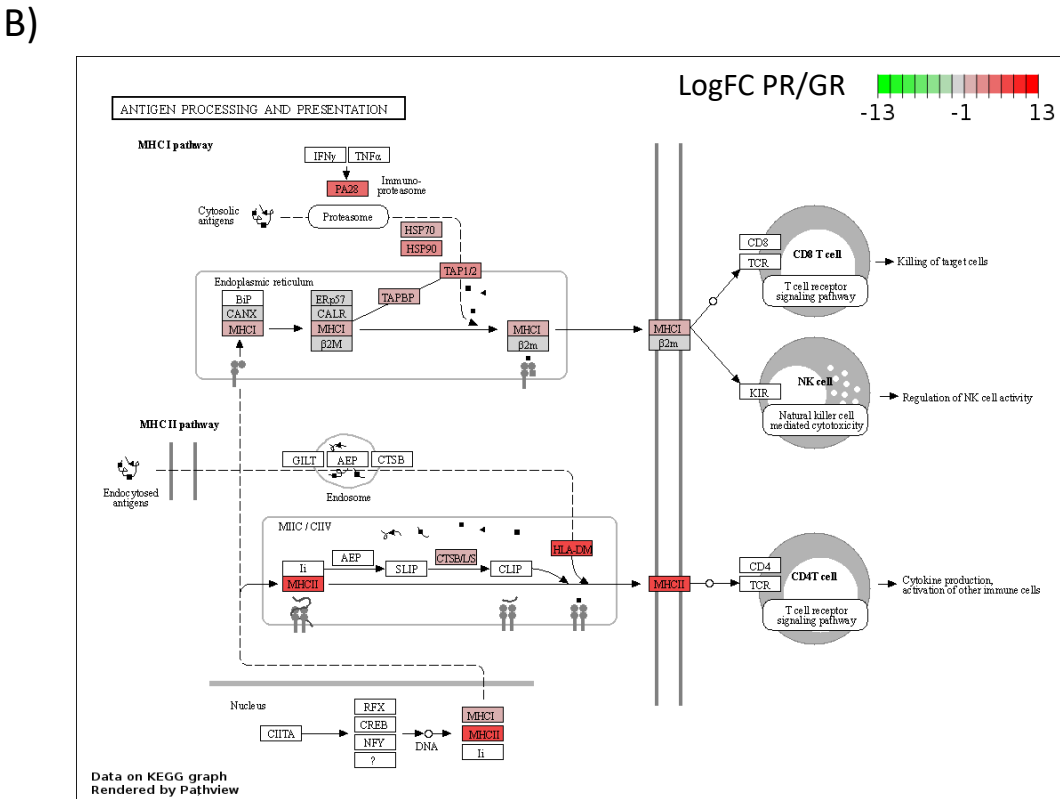 B)
LogFC PR/GR
-13 -1 13
ANTIGEN PROCESSING AND PRESENTATION
MHC I pathway
IFNγ TNFα
PA28
Immuno-
proteasome
Cytosolic
antigens
Proteasome
HSP70
HSP90
TAP1/2
Endoplasmic reticulum
TAPBP
BiP
CANX
MHCI
ERp57
CALR
MHCI
β2M
MHCI
β2m
MHCI
β2m
CD8
TCR
CD8 T cell
T cell receptor
signaling pathway
Killing of target cells
KIR
NK cell
Natural killer cell
mediated cytotoxicity
Regulation of NK cell activity
MHC II pathway
Endocytosed
antigens
GILT AEP CTSB
Endosome
MIIC / CIIV
Ii
MHCII
AEP
SLIP
CTSB/L/S
CLIP
HLA-DM
MHCII
CD4
TCR
CD4T cell
T cell receptor
signaling pathway
Cytokine production,
activation of other immune cells
Nucleus
CIITA
RFX
CREB
NFY
?
DNA
MHCI
MHCII
Ii
Data on KEGG graph
Rendered by Pathview